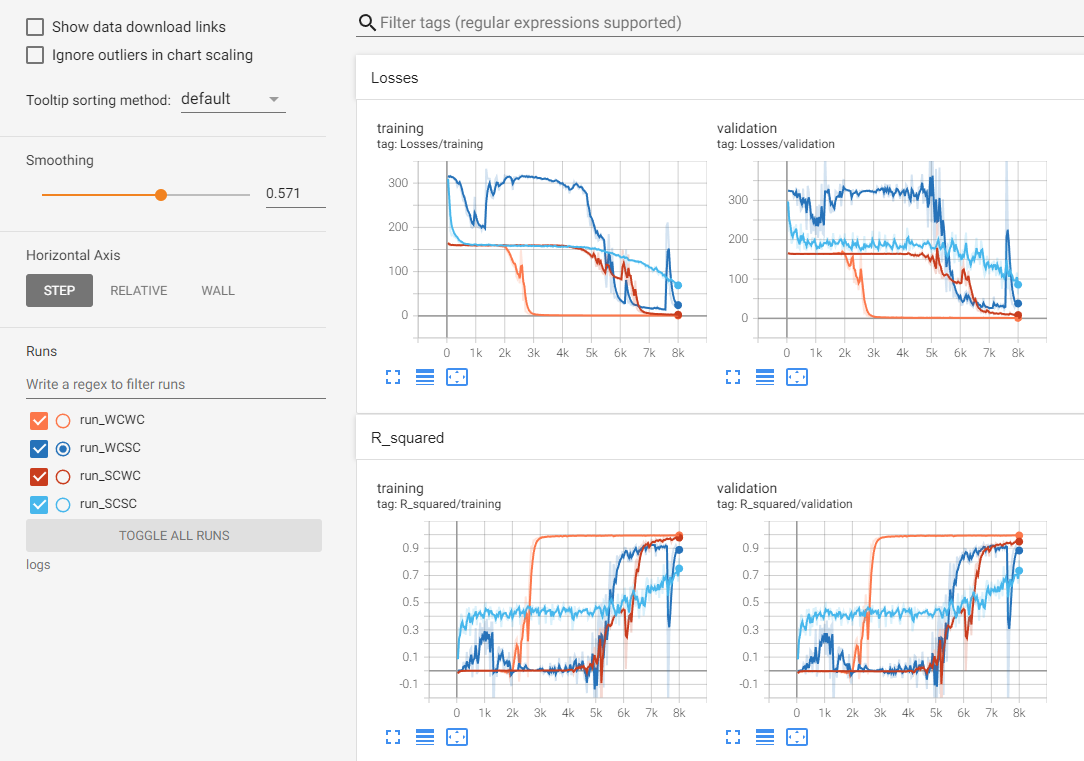 Show data download links
Ignore outliers in chart scaling
Tooltip sorting method: default
Smoothing
0.571
Horizontal Axis
STEP RELATIVE WALL
Runs
Write a regex to filter runs
run_WCWC
run_WCSC
run_SCWC
run_SCSC
TOGGLE ALL RUNS
logs
Filter tags (regular expressions supported)
Losses
training
tag: Losses/training
300
200
100
0
0 1k 2k 3k 4k 5k 6k 7k 8k
validation
tag: Losses/validation
300
200
100
0
0 1k 2k 3k 4k 5k 6k 7k 8k
R_squared
training
tag: R_squared/training
0.9
0.7
0.5
0.3
0.1
-0.1
0 1k 2k 3k 4k 5k 6k 7k 8k
validation
tag: R_squared/validation
0.9
0.7
0.5
0.3
0.1
-0.1
0 1k 2k 3k 4k 5k 6k 7k 8k